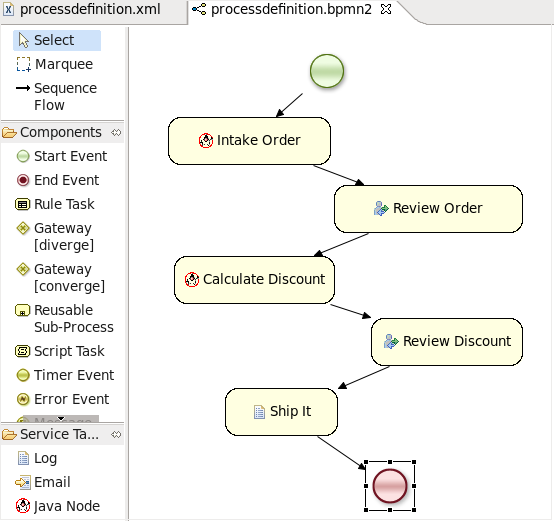 processdefinition.xml
processdefinition.bpmn2
Select
Marquee
Sequence
Flow
Components
Start Event
End Event
Rule Task
Gateway
[diverge]
Gateway
[converge]
Reusable
Sub-Process
Script Task
Timer Event
Error Event
Message
Service Ta...
Log
Email
Java Node
Intake Order
Review Order
Calculate Discount
Review Discount
Ship It